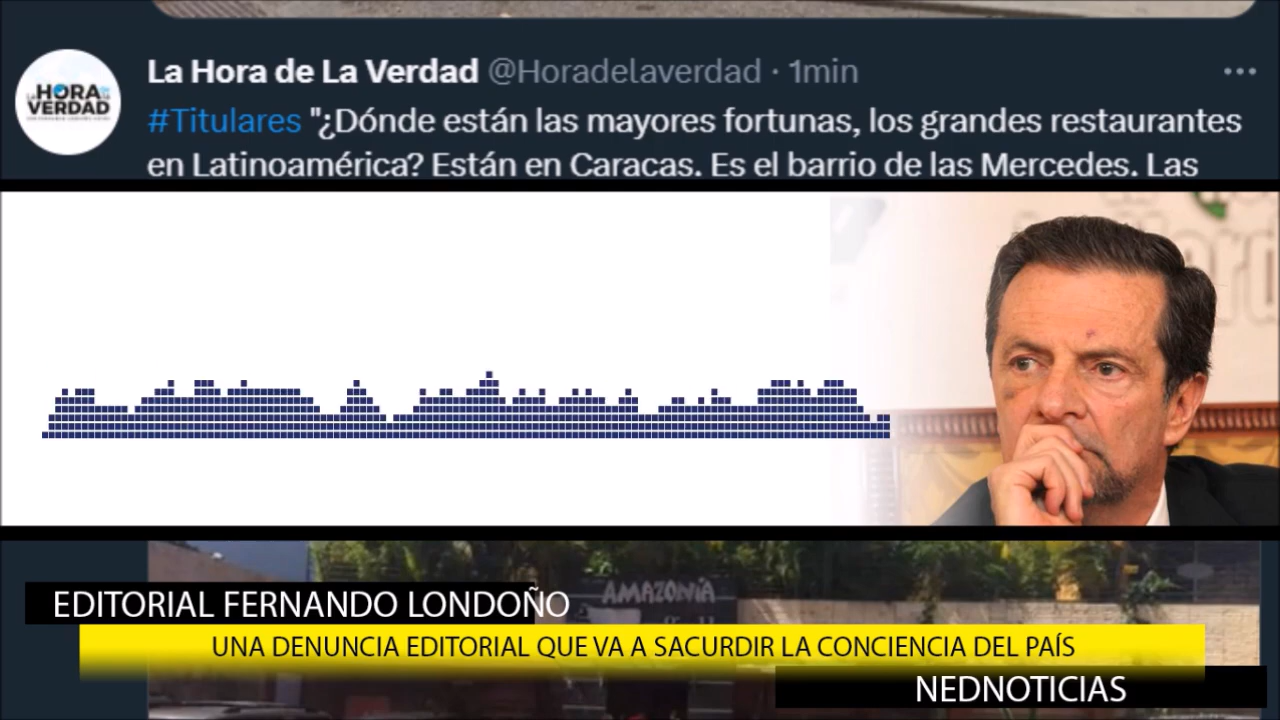 HORA
VERDAD
La Hora de La Verdad @Horadelaverdad · 1min
#Titulares "¿Dónde están las mayores fortunas, los grandes restaurantes
en Latinoamérica? Están en Caracas. Es el barrio de las Mercedes. Las
AMAZONIA
EDITORIAL FERNANDO LONDOÑO
UNA DENUNCIA EDITORIAL QUE VA A SACURDIR LA CONCIENCIA DEL PAÍS
NEDNOTICIAS